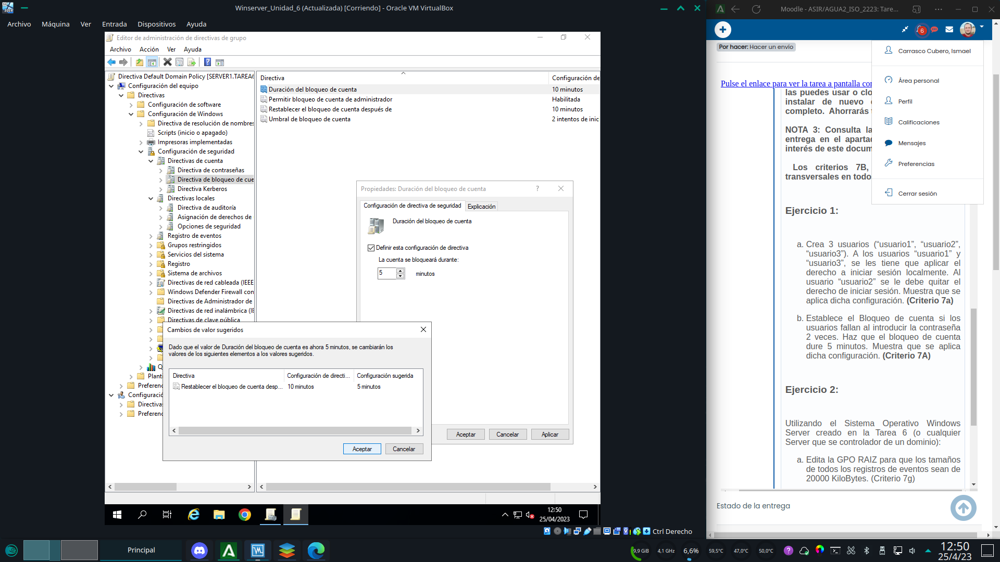 Winserver_Unidad_6 (Actualizada) [Corriendo] - Oracle VM VirtualBox
Archivo Máquina Ver Entrada Dispositivos Ayuda
Editor de administración de directivas de grupo
Archivo Acción Ver Ayuda
Directiva Default Domain Policy [SERVER1.TAREA6
Configuración del equipo
Directivas
Configuración de software
Configuración de Windows
Directiva de resolución de nombres
Scripts (inicio o apagado)
Impresoras implementadas
Configuración de seguridad
Directivas de cuenta
Directiva de contraseñas
Directiva de bloqueo de cue
Directiva Kerberos
Directivas locales
Directiva de auditoría
Asignación de derechos de
Opciones de seguridad
Registro de eventos
Grupos restringidos
Servicios del sistema
Registro
Sistema de archivos
Directivas de red cableada (IEEE
Windows Defender Firewall con
Directivas de Administrador de
Directivas de red inalámbrica (IE
Directivas de clave pública
Q
Planti
Preferenc
Configuració
Directiva
Preferenc
Directiva Configuración de
Duración del bloqueo de cuenta 10 minutos
Permitir bloqueo de cuenta de administrador Habilitada
Restablecer el bloqueo de cuenta después de 10 minutos
Umbral de bloqueo de cuenta 2 intentos de inic
Propiedades: Duración del bloqueo de cuenta ?
Configuración de directiva de seguridad Explicación
Duración del bloqueo de cuenta
Definir esta configuración de directiva
La cuenta se bloqueará durante:
5 minutos
Aceptar Cancelar Aplicar
Cambios de valor sugeridos
Dado que el valor de Duración del bloqueo de cuenta es ahora 5 minutos, se cambiarán los
valores de los siguientes elementos a los valores sugeridos.
Directiva Configuración de directi... Configuración sugerida
Restablecer el bloqueo de cuenta desp... 10 minutos 5 minutos
Aceptar Cancelar
12:50
25/04/2023
Ctrl Derecho
Moodle - ASIR/AGUA2_ISO_2223: Tare...
6
Por hacer: Hacer un envío
Pulse el enlace para ver la tarea a pantalla con
las puedes usar o clo
instalar de nuevo
completo. Ahorrarás
NOTA 3: Consulta la
entrega en el apartad
interés de este docum
Los criterios 7B,
transversales en todo
Carrasco Cubero, Ismael
Área personal
Perfil
Calificaciones
Mensajes
Preferencias
Cerrar sesión
Ejercicio 1:
a. Crea 3 usuarios (“usuario1”, “usuario2”,
“usuario3”). A los usuarios “usuario1” y
“usuario3”, se les tiene que aplicar el
derecho a iniciar sesión localmente. Al
usuario “usuario2” se le debe quitar el
derecho de iniciar sesión. Muestra que se
aplica dicha configuración. (Criterio 7a)
b. Establece el Bloqueo de cuenta si los
usuarios fallan al introducir la contraseña
2 veces. Haz que el bloqueo de cuenta
dure 5 minutos. Muestra que se aplica
dicha configuración. (Criterio 7A)
Ejercicio 2:
Utilizando el Sistema Operativo Windows
Server creado en la Tarea 6 (o cualquier
Server que se controlador de un dominio):
a. Edita la GPO RAIZ para que los tamaños
de todos los registros de eventos sean de
20000 KiloBytes. (Criterio 7g)
Estado de la entrega
Principal
9,9 GiB 4,1 GHz 6,6% 59,5°C 47,0°C 50,0°C
12:50
25/4/23